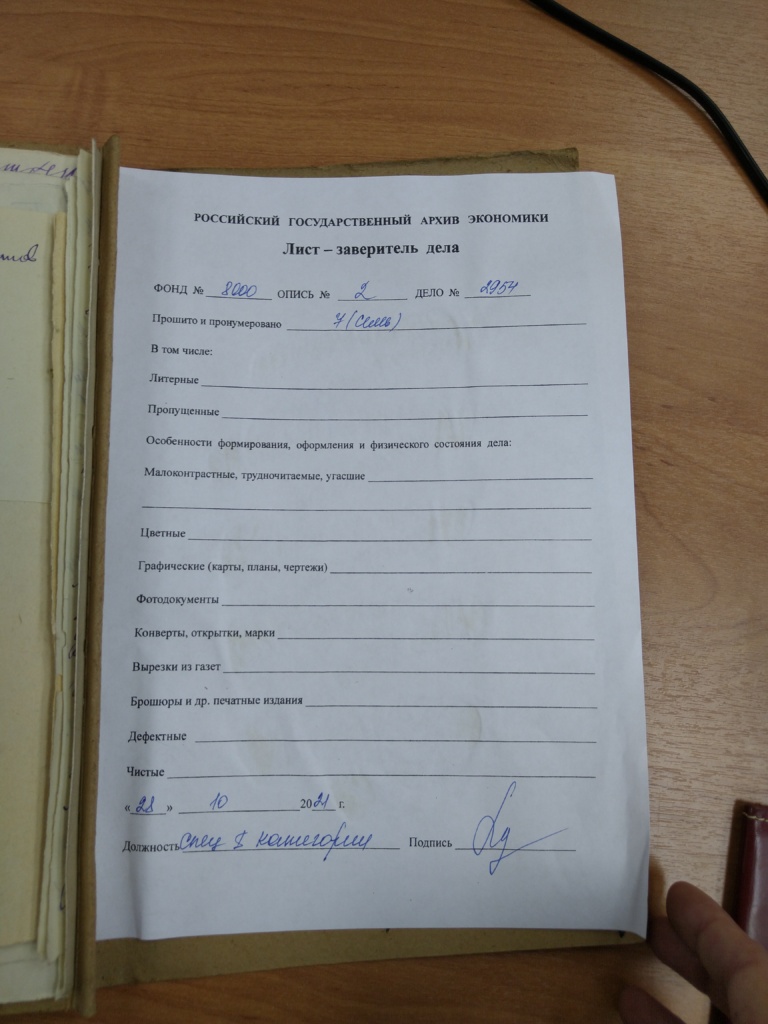 РОССИЙСКИЙ ГОСУДАРСТВЕННЫЙ АРХИВ ЭКОНОМИКИ
Лист – заверитель дела
ФОНД № 8000 ОПИСЬ № 2 ДЕЛО № 2954
Прошито и пронумеровано 7 (семь)
В том числе:
Литерные
Пропущенные
Особенности формирования, оформления и физического состояния дела:
Малоконтрастные, трудночитаемые, угасшие
Цветные
Графические (карты, планы, чертежи)
Фотодокументы
Конверты, открытки, марки
Вырезки из газет
Брошюры и др. печатные издания
Дефектные
Чистые
« 28 » 10 2021 г.
Должность спец I категории Подпись